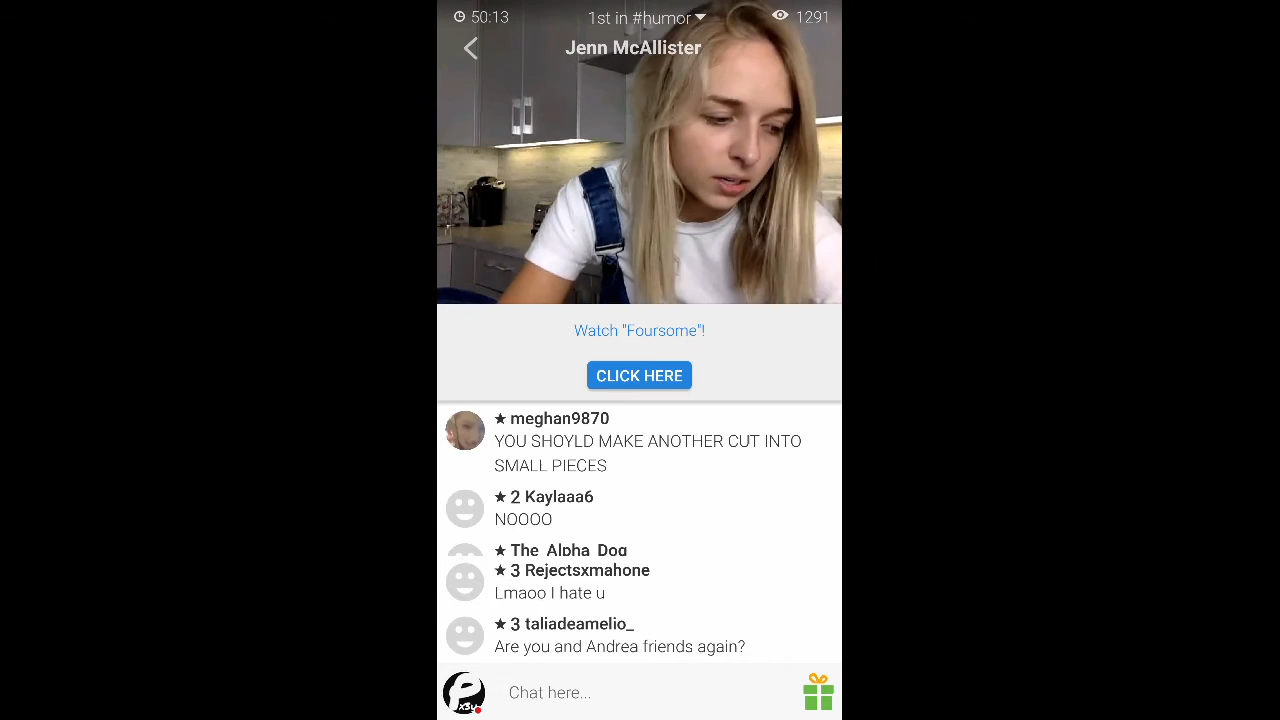 50:13
1st in #humor
1291
Jenn McAllister
Watch "Foursome"!
CLICK HERE
★ meghan9870
YOU SHOYLD MAKE ANOTHER CUT INTO
SMALL PIECES
★ 2 Kaylaaa6
NOOOO
★ The_Alpha_Dog
★ 3 Rejectsxmahone
Lmaoo I hate u
★ 3 taliadeamelio_
Are you and Andrea friends again?
Chat here...